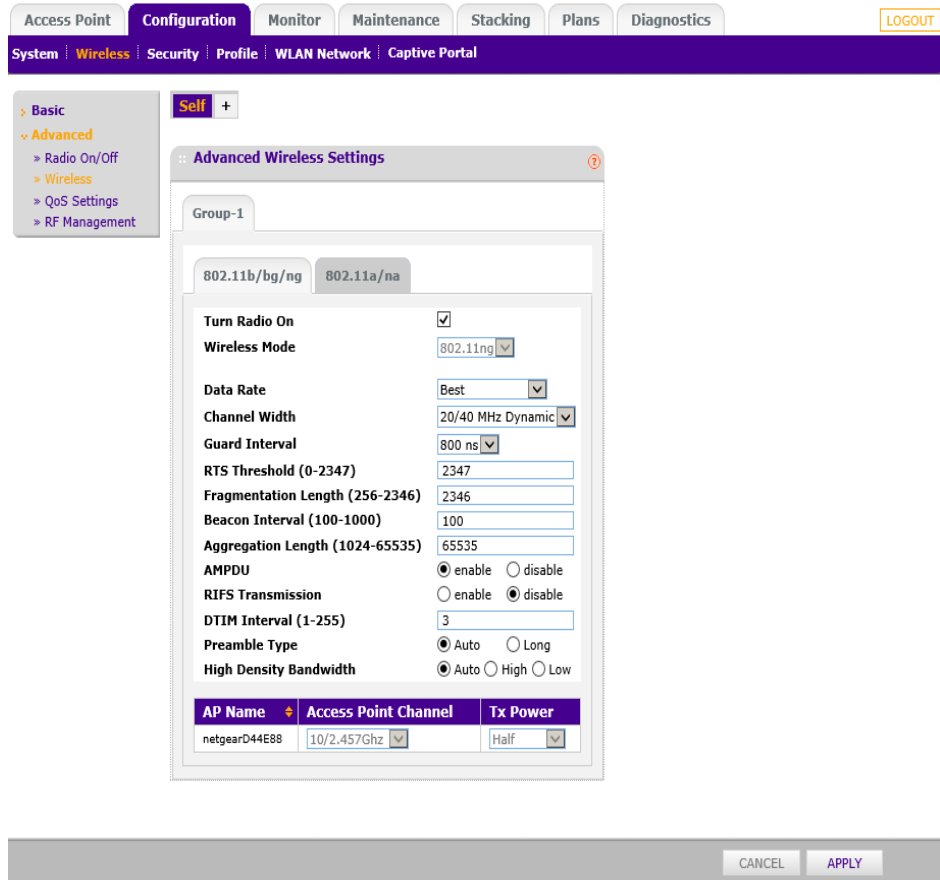 Access Point Configuration Monitor Maintenance Stacking Plans Diagnostics LOGOUT
System Wireless Security Profile WLAN Network Captive Portal
Basic
Advanced
» Radio On/Off
» Wireless
» QoS Settings
» RF Management
Self +
Advanced Wireless Settings ?
Group-1
802.11b/bg/ng 802.11a/na
Turn Radio On
Wireless Mode 802.11ng
Data Rate Best
Channel Width 20/40 MHz Dynamic
Guard Interval 800 ns
RTS Threshold (0-2347) 2347
Fragmentation Length (256-2346) 2346
Beacon Interval (100-1000) 100
Aggregation Length (1024-65535) 65535
AMPDU enable disable
RIFS Transmission enable disable
DTIM Interval (1-255) 3
Preamble Type Auto Long
High Density Bandwidth Auto High Low
AP Name Access Point Channel Tx Power
netgearD44E88 10/2.457Ghz Half
CANCEL APPLY